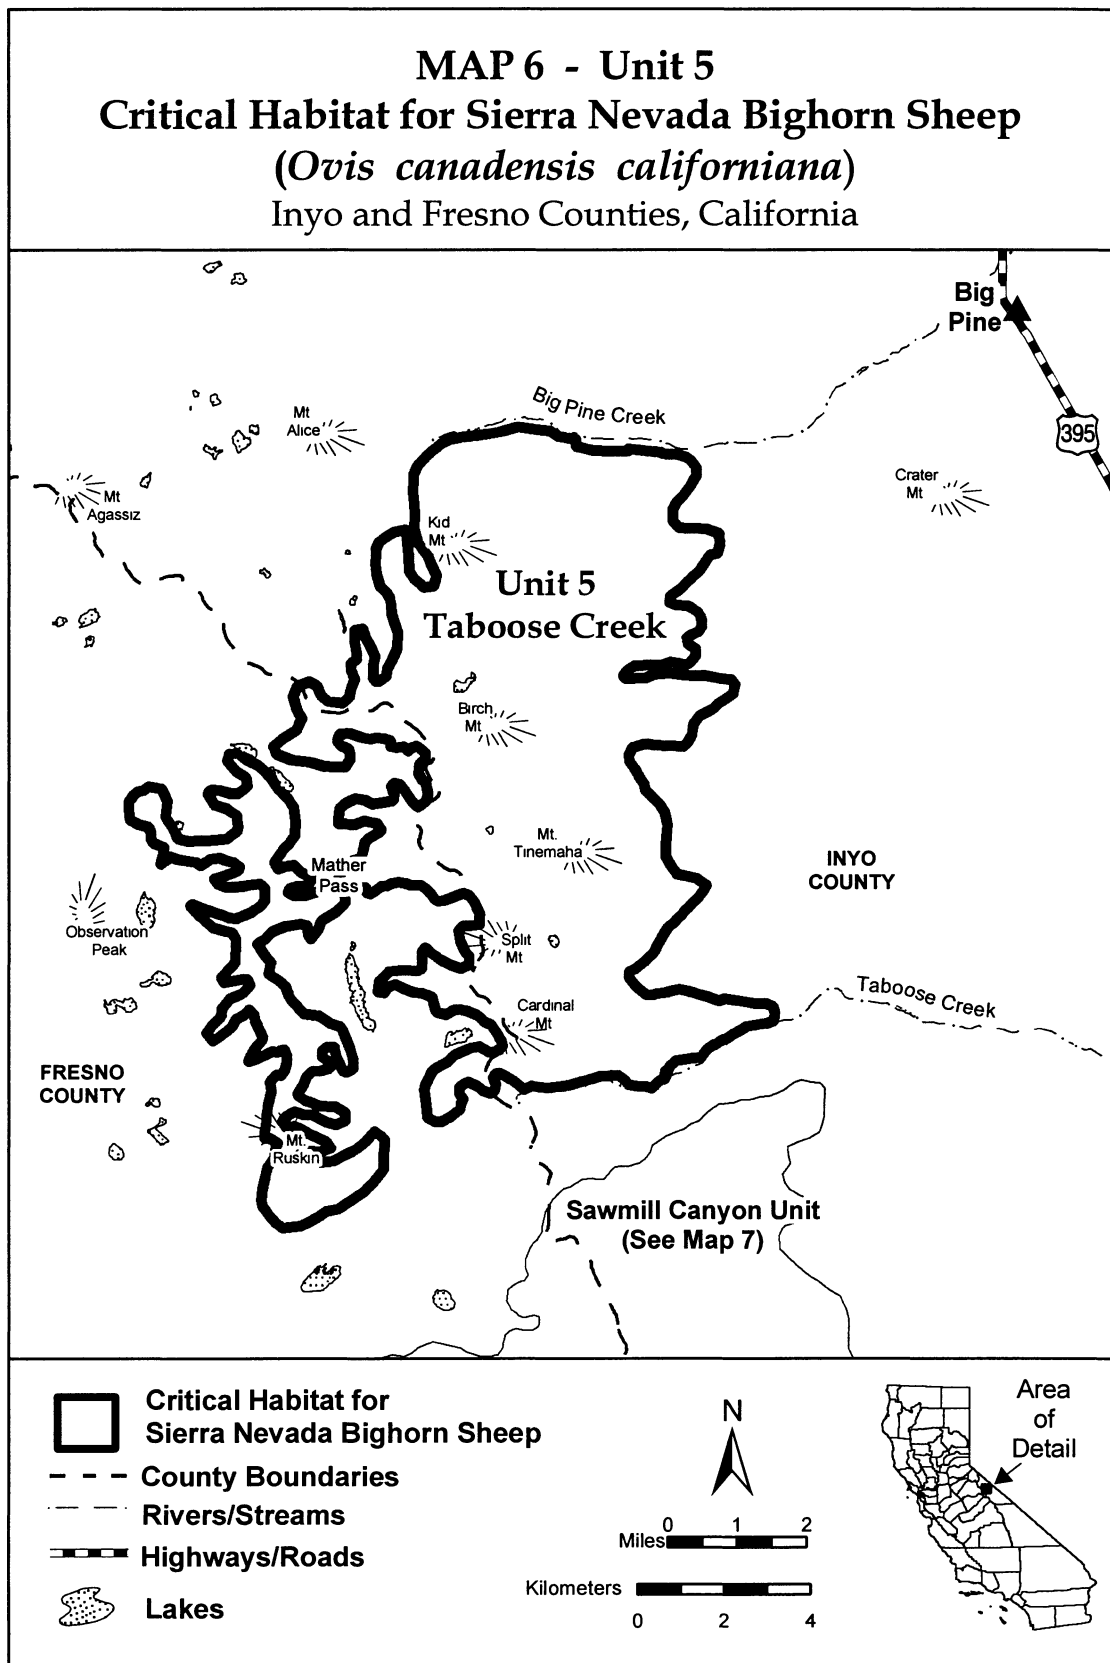 MAP 6 - Unit 5
Critical Habitat for Sierra Nevada Bighorn Sheep
(Ovis canadensis californiana)
Inyo and Fresno Counties, California
Big
Pine
Big Pine Creek
395
Mt
Alice
Crater
Mt
Mt
Agassiz
Kid
Mt
Unit 5
Taboose Creek
Birch
Mt
Mt.
Tinemaha
INYO
COUNTY
Mather
Pass
Observation
Peak
Split
Mt
Taboose Creek
Cardinal
Mt
FRESNO
COUNTY
Mt.
Ruskin
Sawmill Canyon Unit
(See Map 7)
Critical Habitat for
Sierra Nevada Bighorn Sheep
County Boundaries
Rivers/Streams
Highways/Roads
Lakes
N
0 1 2
Miles
Kilometers
0 2 4
Area
of
Detail